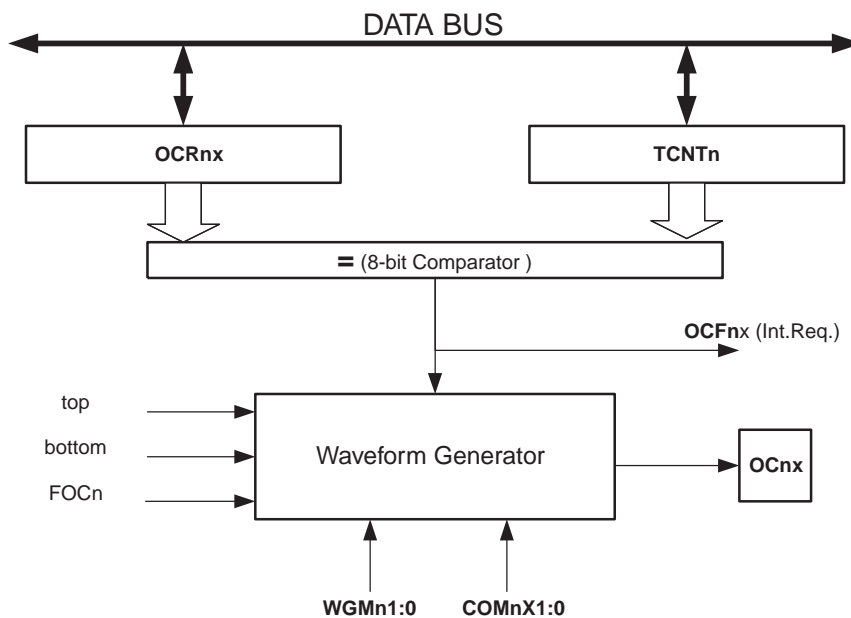 DATA BUS
OCRnx
TCNTn
= (8-bit Comparator )
OCFnx (Int.Req.)
top
bottom
FOCn
Waveform Generator
OCnx
WGMn1:0
COMnX1:0